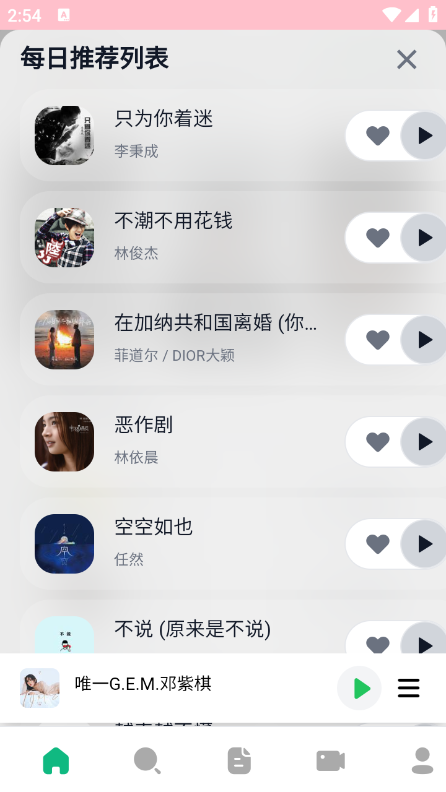 2:54 A
每日推荐列表
只为你着迷
李秉成
不潮不用花钱
林俊杰
在加纳共和国离婚 (你...
菲道尔 / DIOR大颖
恶作剧
林依晨
空空如也
任然
不说 (原来是不说)
唯一G.E.M.邓紫棋